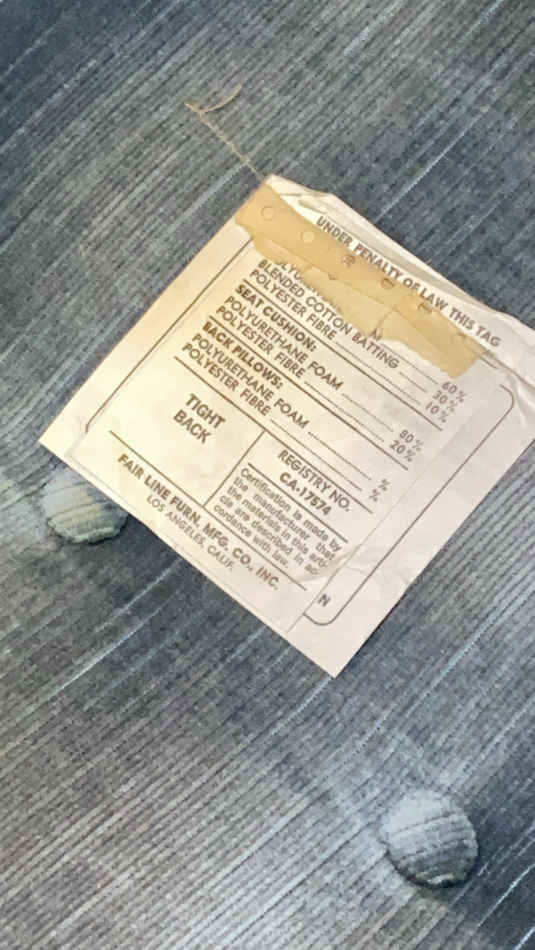 UNDER PENALTY OF LAW THIS TAG
60%
BLENDED COTTON BATTING 30%
POLYESTER FIBRE 10%
SEAT CUSHION:
POLYURETHANE FOAM 80%
POLYESTER FIBRE 20%
BACK PILLOWS:
POLYURETHANE FOAM %
POLYESTER FIBRE %
TIGHT
BACK
REGISTRY NO.
CA-17574
Certification is made by
the manufacturer that
the materials in this arti-
cle are described in ac-
cordance with law.
FAIR LINE FURN. MFG. CO., INC.
LOS ANGELES, CALIF.
N